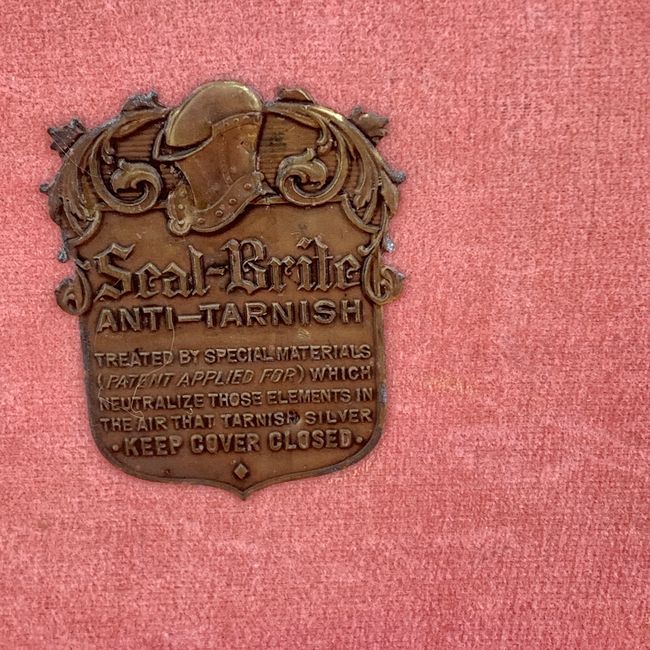 Seal-Brite
ANTI-TARNISH
TREATED BY SPECIAL MATERIALS
(PATENT APPLIED FOR) WHICH
NEUTRALIZE THOSE ELEMENTS IN
THE AIR THAT TARNISH SILVER
• KEEP COVER CLOSED •